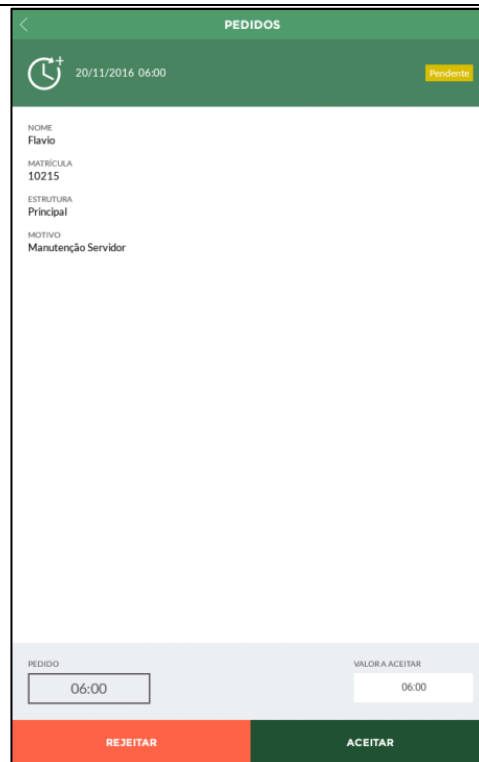 PEDIDOS
20/11/2016 06:00
Pendente
NOME
Flavio
MATRÍCULA
10215
ESTRUTURA
Principal
MOTIVO
Manutenção Servidor
PEDIDO
VALOR A ACEITAR
06:00
06:00
REJEITAR
ACEITAR